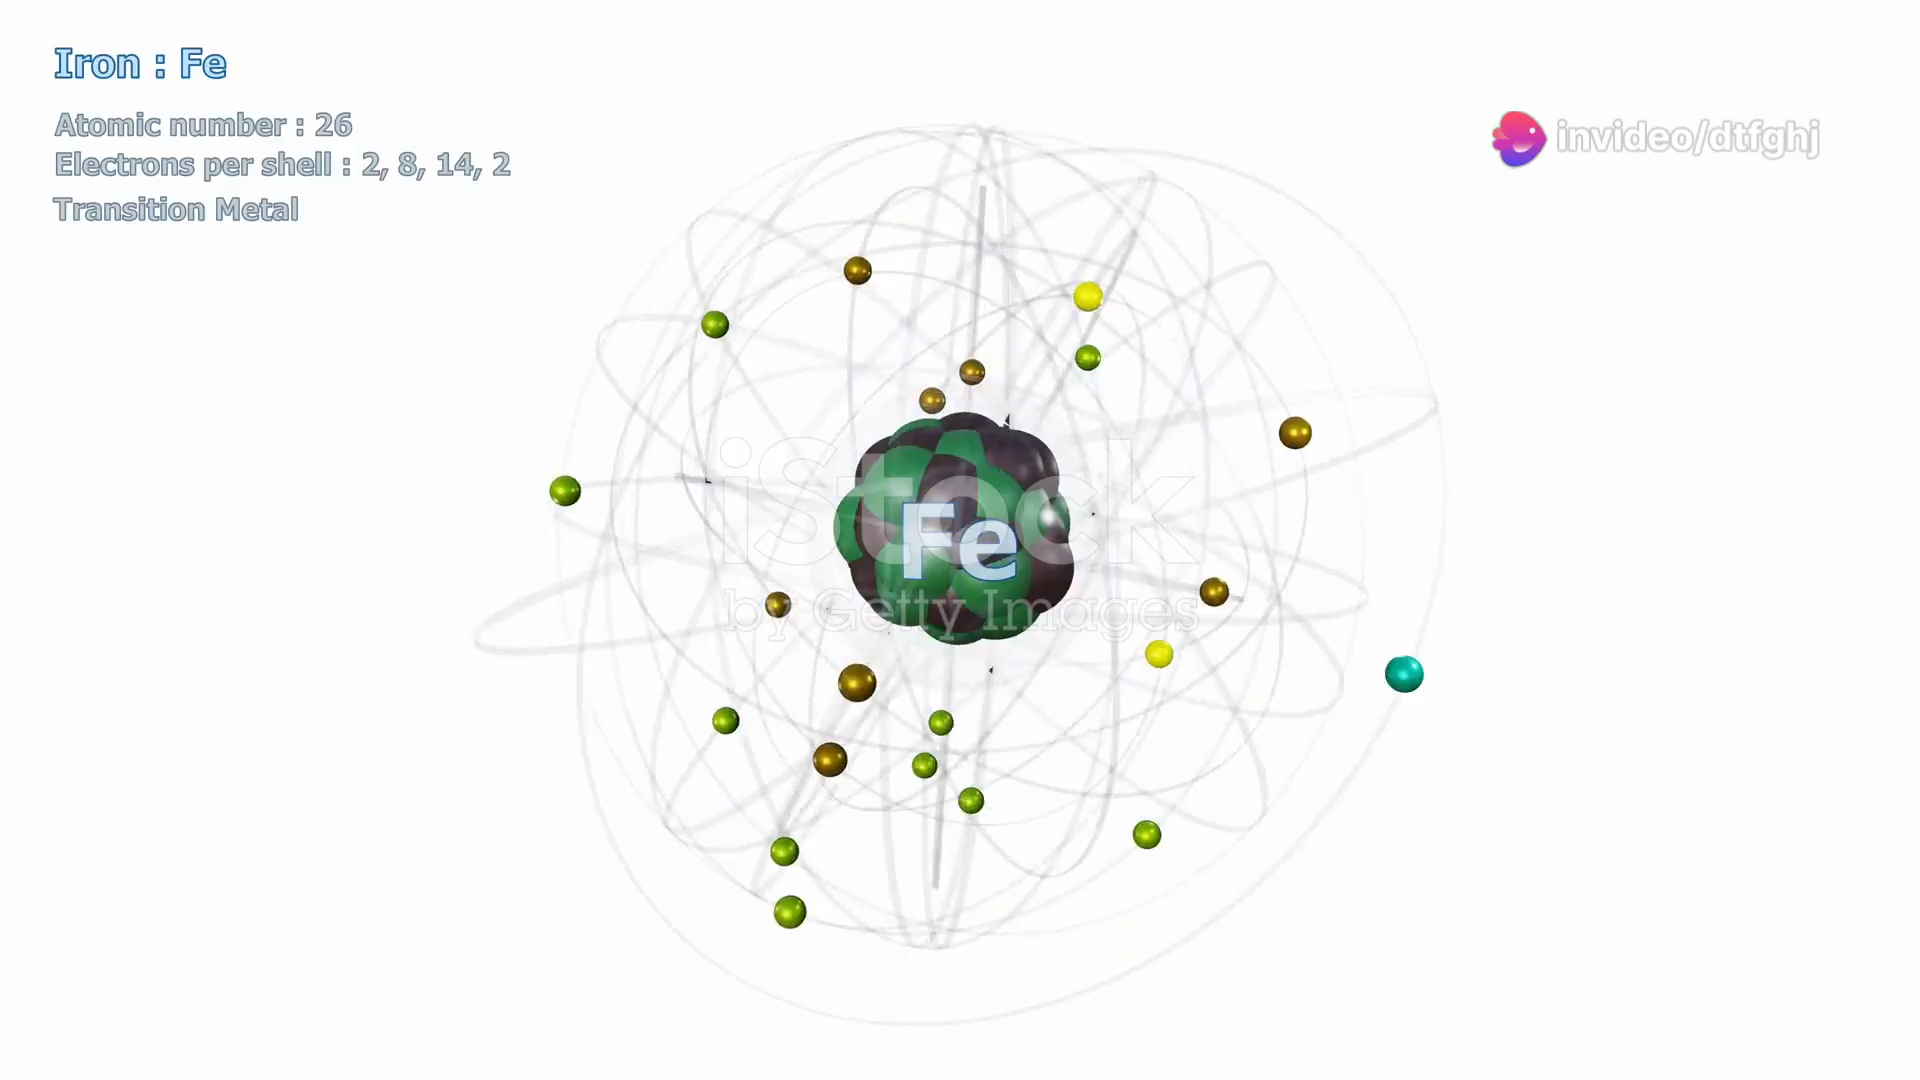 Iron : Fe
Atomic number : 26
Electrons per shell : 2, 8, 14, 2
Transition Metal
invideo/dtfghj
iStock
Fe
by Getty Images